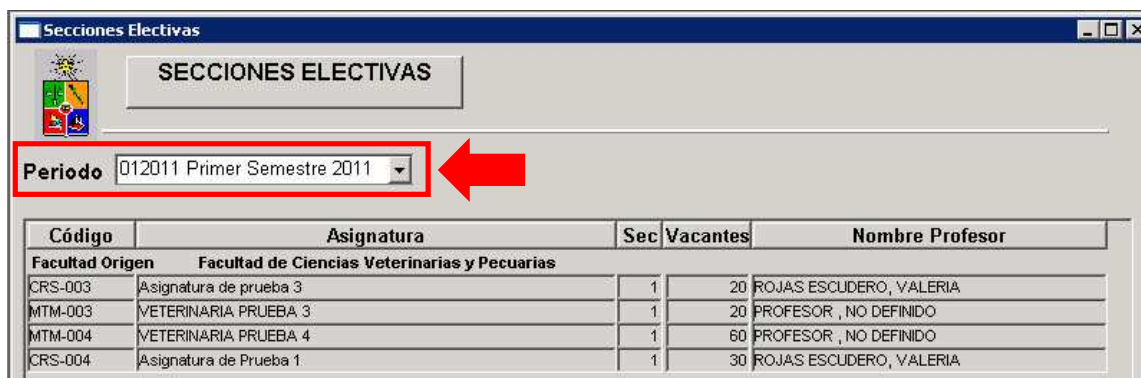 Secciones Electivas
SECCIONES ELECTIVAS
Periodo 012011 Primer Semestre 2011
Código Asignatura Sec Vacantes Nombre Profesor
Facultad Origen Facultad de Ciencias Veterinarias y Pecuarias
CRS-003 Asignatura de prueba 3 1 20 ROJAS ESCUDERO, VALERIA
MTM-003 VETERINARIA PRUEBA 3 1 20 PROFESOR , NO DEFINIDO
MTM-004 VETERINARIA PRUEBA 4 1 60 PROFESOR , NO DEFINIDO
CRS-004 Asignatura de Prueba 1 1 30 ROJAS ESCUDERO, VALERIA